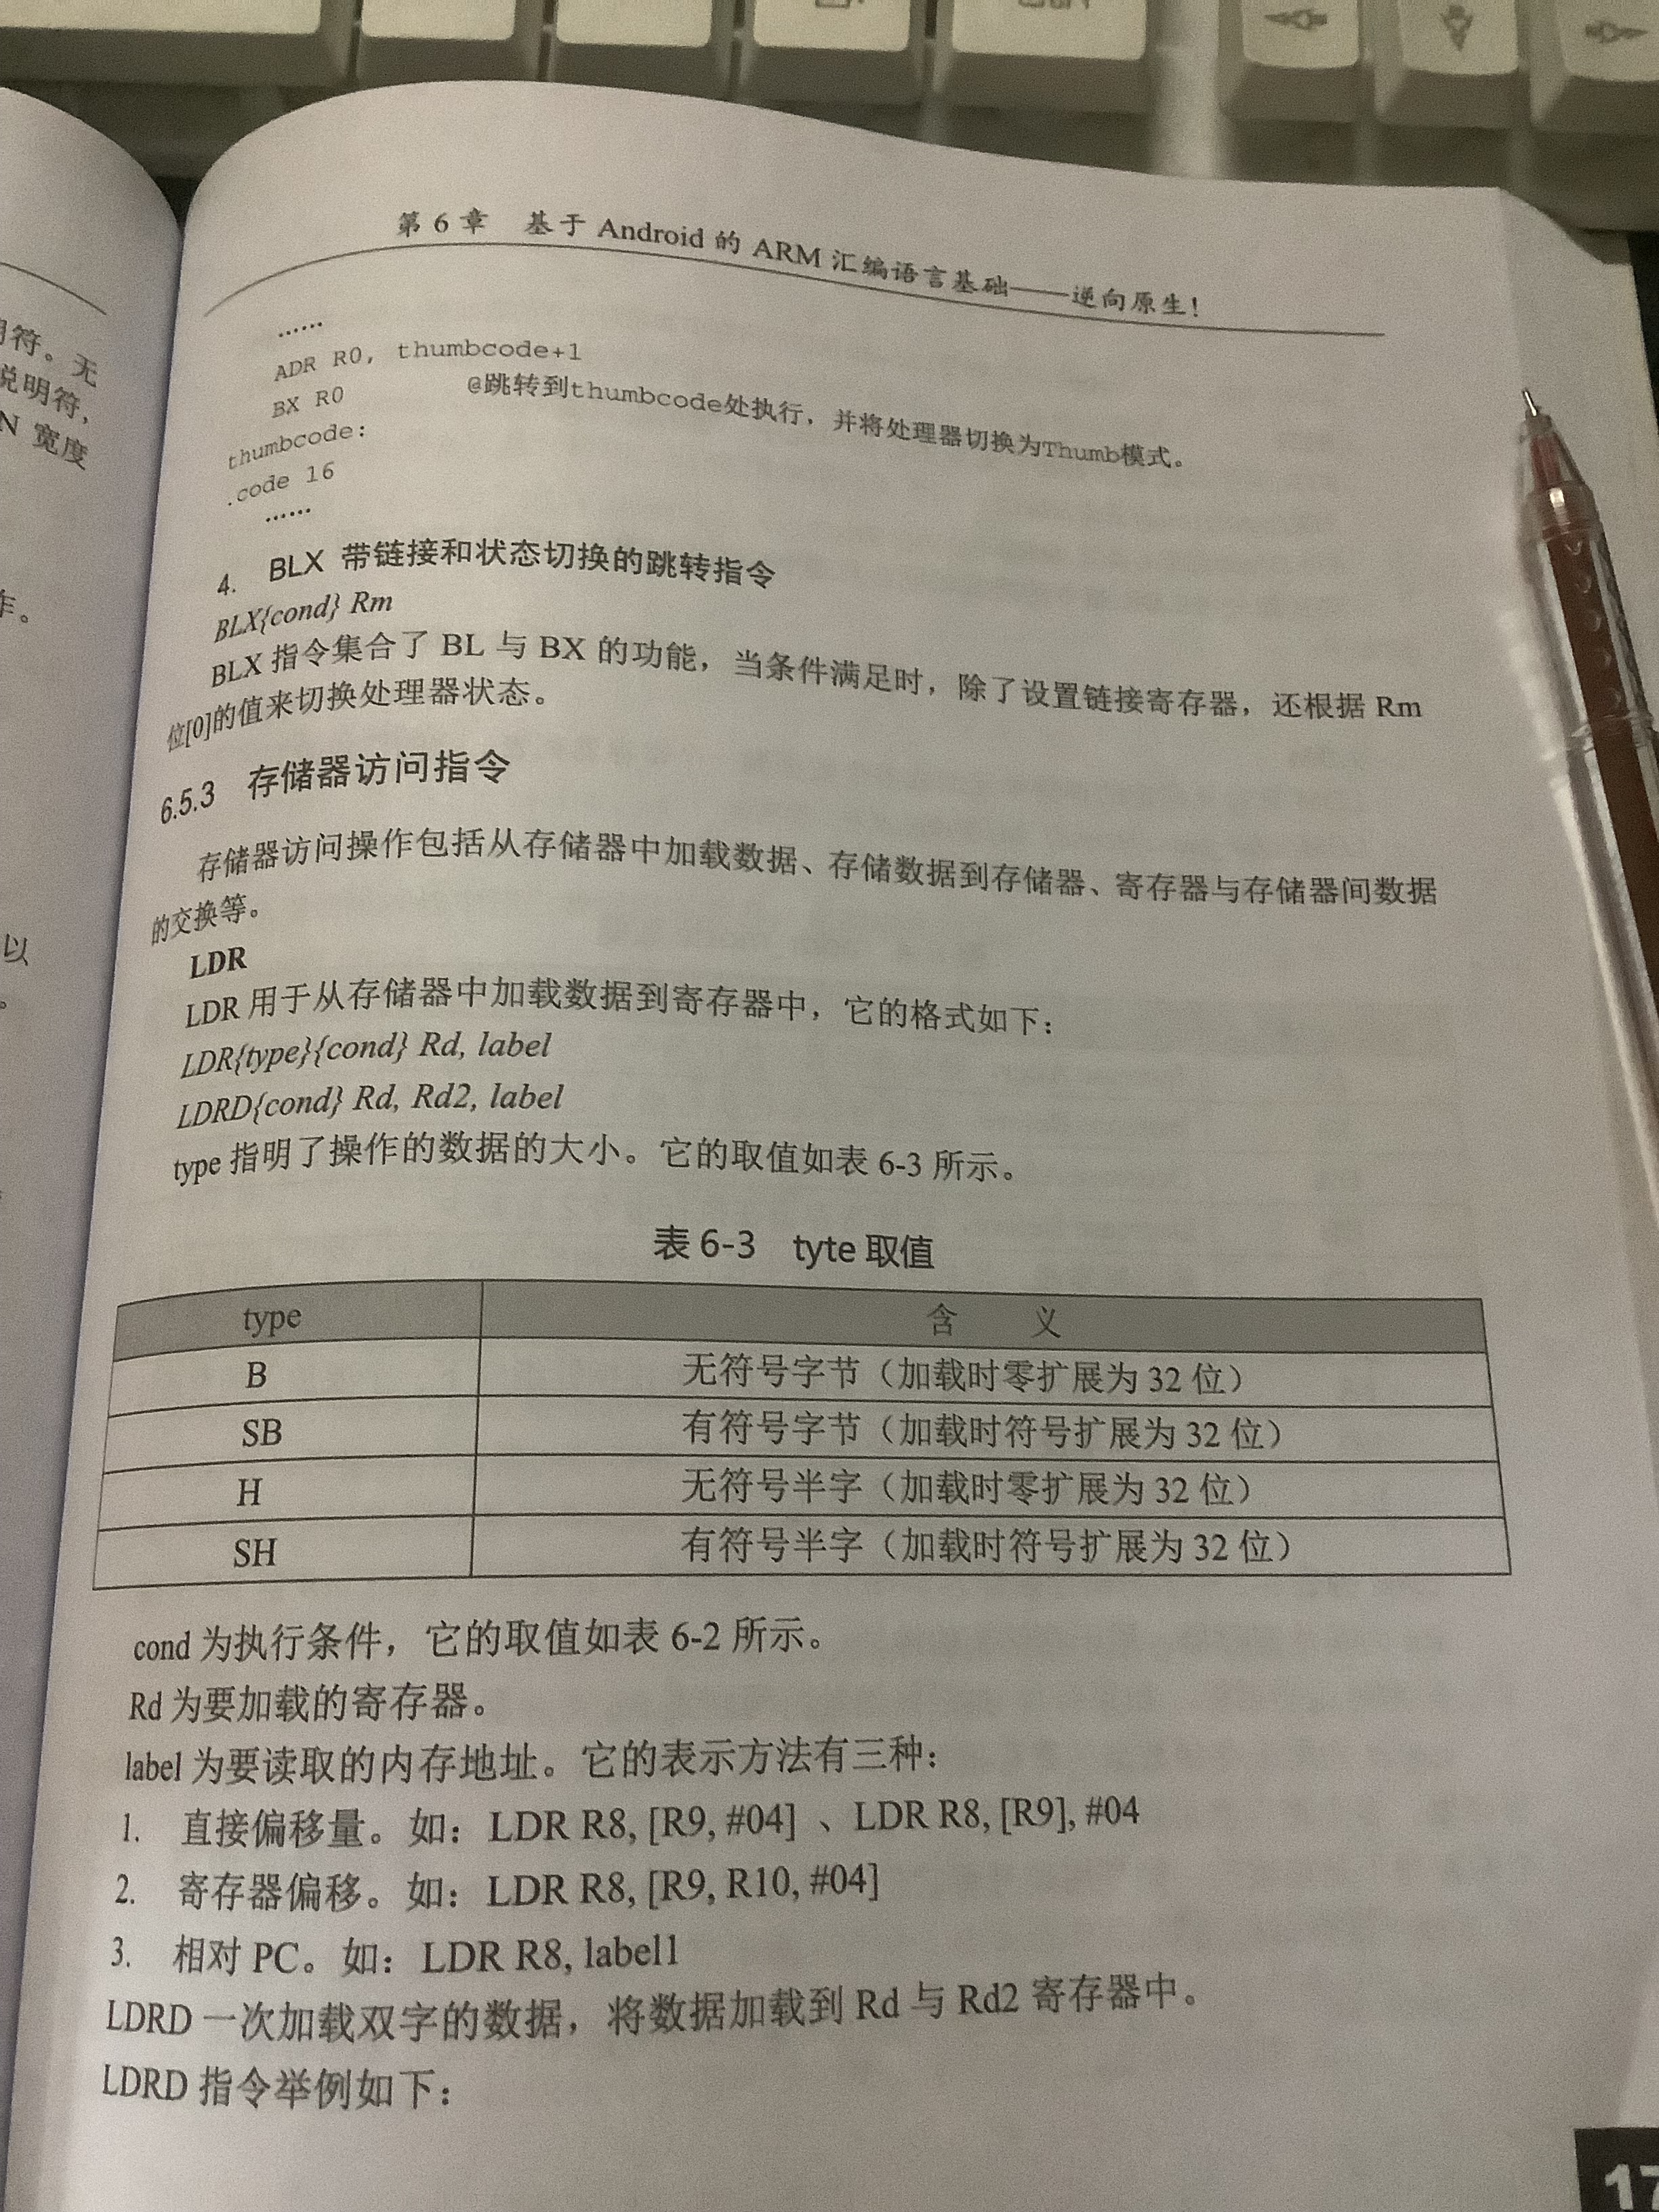 符。无
说明符，
N 宽度
作。
以
。
第 6 章 基于 Android 的 ARM 汇编语言基础——逆向原生！
......
ADR R0, thumbcode+1
BX R0 @跳转到thumbcode处执行，并将处理器切换为Thumb模式。
thumbcode:
.code 16
......
4. BLX 带链接和状态切换的跳转指令
BLX{cond} Rm
BLX 指令集合了 BL 与 BX 的功能，当条件满足时，除了设置链接寄存器，还根据 Rm
位[0]的值来切换处理器状态。
6.5.3 存储器访问指令
存储器访问操作包括从存储器中加载数据、存储数据到存储器、寄存器与存储器间数据
的交换等。
LDR
LDR 用于从存储器中加载数据到寄存器中，它的格式如下：
LDR{type}{cond} Rd, label
LDRD{cond} Rd, Rd2, label
type 指明了操作的数据的大小。它的取值如表 6-3 所示。
表 6-3 tyte 取值
type 含 义
B 无符号字节（加载时零扩展为 32 位）
SB 有符号字节（加载时符号扩展为 32 位）
H 无符号半字（加载时零扩展为 32 位）
SH 有符号半字（加载时符号扩展为 32 位）
cond 为执行条件，它的取值如表 6-2 所示。
Rd 为要加载的寄存器。
label 为要读取的内存地址。它的表示方法有三种：
1. 直接偏移量。如：LDR R8, [R9, #04] 、LDR R8, [R9], #04
2. 寄存器偏移。如：LDR R8, [R9, R10, #04]
3. 相对 PC。如：LDR R8, label1
LDRD 一次加载双字的数据，将数据加载到 Rd 与 Rd2 寄存器中。
LDRD 指令举例如下：
17